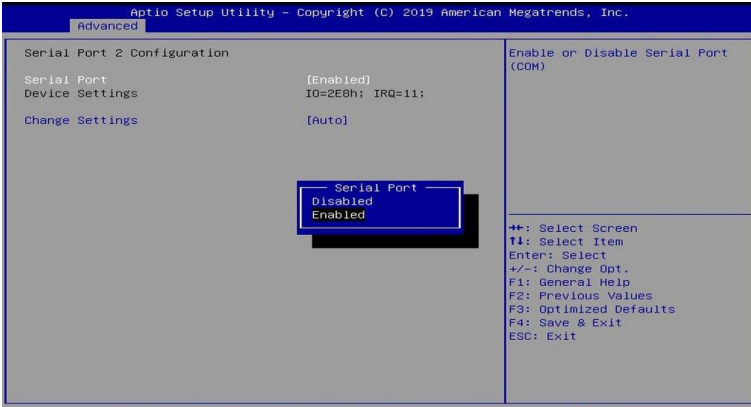 Aptio Setup Utility – Copyright (C) 2019 American Megatrends, Inc.
Advanced
Serial Port 2 Configuration
Serial Port [Enabled]
Device Settings IO=2E8h; IRQ=11;
Change Settings [Auto]
Serial Port
Disabled
Enabled
Enable or Disable Serial Port
(COM)
→←: Select Screen
↑↓: Select Item
Enter: Select
+/-: Change Opt.
F1: General Help
F2: Previous Values
F3: Optimized Defaults
F4: Save & Exit
ESC: Exit